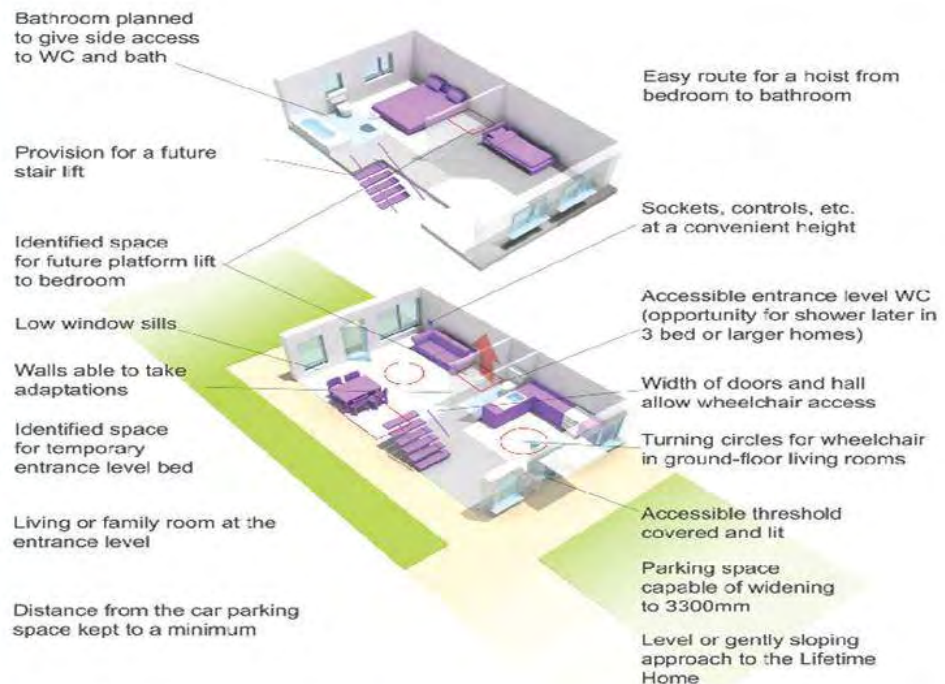 Bathroom planned
to give side access
to WC and bath
Easy route for a hoist from
bedroom to bathroom
Provision for a future
stair lift
Sockets, controls, etc.
at a convenient height
Identified space
for future platform lift
to bedroom
Accessible entrance level WC
(opportunity for shower later in
3 bed or larger homes)
Low window sills
Walls able to take
adaptations
Width of doors and hall
allow wheelchair access
Identified space
for temporary
entrance level bed
Turning circles for wheelchair
in ground-floor living rooms
Living or family room at the
entrance level
Accessible threshold
covered and lit
Parking space
capable of widening
to 3300mm
Distance from the car parking
space kept to a minimum
Level or gently sloping
approach to the Lifetime
Home